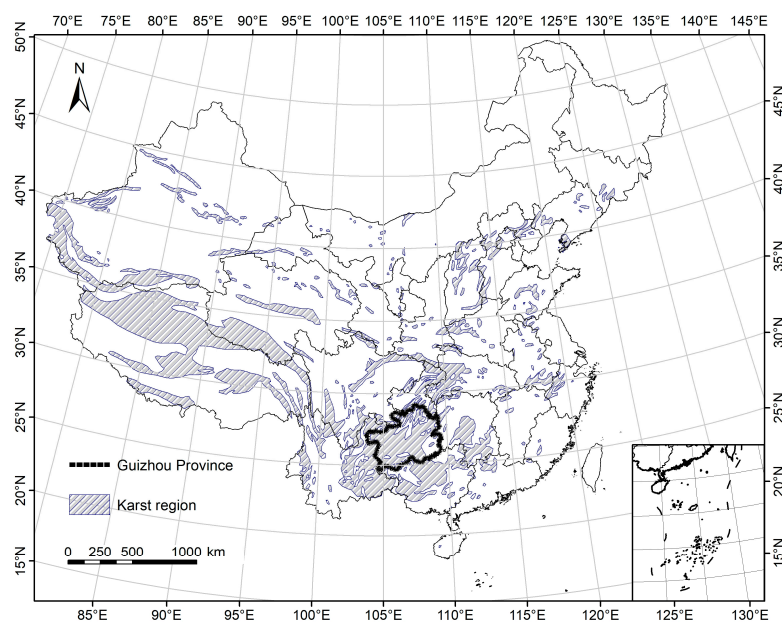 70°E 75°E 80°E 85°E 90°E 95°E 100°E 105°E 110°E 115°E 120°E 125°E 130°E 135°E 145°E
50°N
N
45°N
45°N
40°N
40°N
35°N
35°N
30°N
30°N
25°N
25°N
Guizhou Province
20°N
20°N
Karst region
15°N
0 250 500 1000 km
15°N
85°E 90°E 95°E 100°E 105°E 110°E 115°E 120°E 125°E 130°E